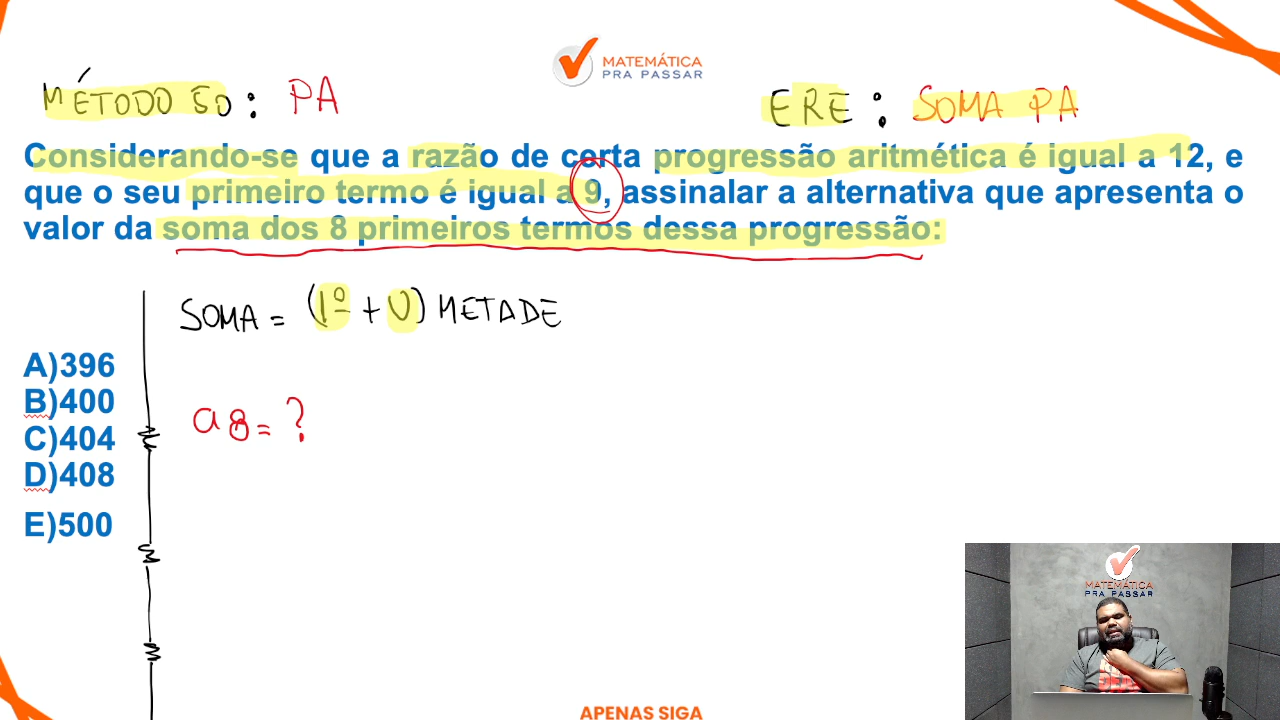 MATEMÁTICA
PRA PASSAR
MÉTODO 50: PA
ERE: SOMA PA
Considerando-se que a razão de certa progressão aritmética é igual a 12, e
que o seu primeiro termo é igual a 9, assinalar a alternativa que apresenta o
valor da soma dos 8 primeiros termos dessa progressão:
SOMA = (1º + U) METADE
A)396
B)400
C)404
D)408
E)500
a8 = ?
MATEMÁTICA
PRA PASSAR
APENAS SIGA